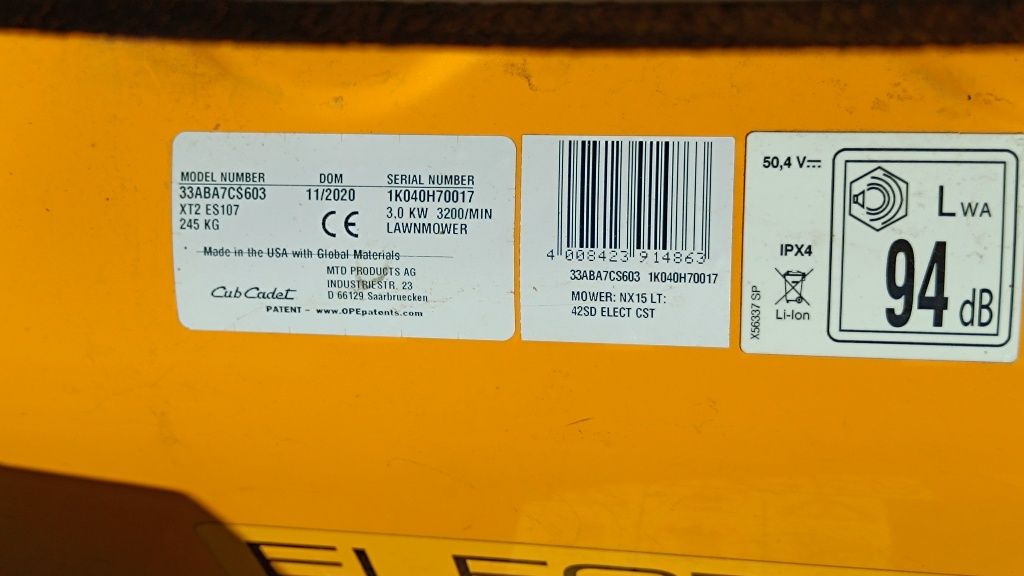 MODEL NUMBER DOM SERIAL NUMBER
33ABA7CS603 11/2020 1K040H70017
XT2 ES107 3,0 KW 3200/MIN
245 KG CE LAWNMOWER
Made in the USA with Global Materials
MTD PRODUCTS AG
INDUSTRIESTR. 23
Cub Cadet D 66129 Saarbruecken
PATENT - www.OPEpatents.com
4 008423 914863
33ABA7CS603 1K040H70017
MOWER: NX15 LT:
42SD ELECT CST
50,4 V
LWA
IPX4
94 dB
Li-Ion
X56337 SP